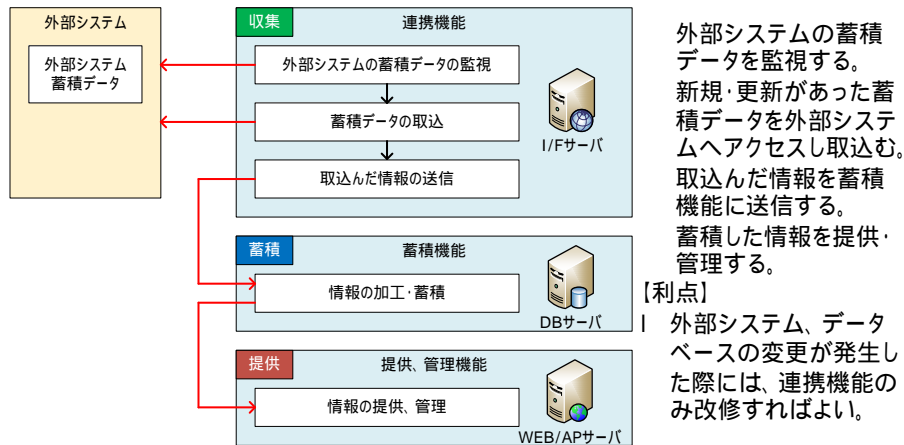 外部システム
外部システム
蓄積データ
収集
連携機能
外部システムの蓄積データの監視
蓄積データの取込
取込んだ情報の送信
I/Fサーバ
蓄積
蓄積機能
情報の加工・蓄積
DBサーバ
提供
提供、管理機能
情報の提供、管理
WEB/APサーバ
外部システムの蓄積
データを監視する。
新規・更新があった蓄
積データを外部システ
ムへアクセスし取込む。
取込んだ情報を蓄積
機能に送信する。
蓄積した情報を提供・
管理する。
【利点】
l 外部システム、データ
ベースの変更が発生し
た際には、連携機能の
み改修すればよい。